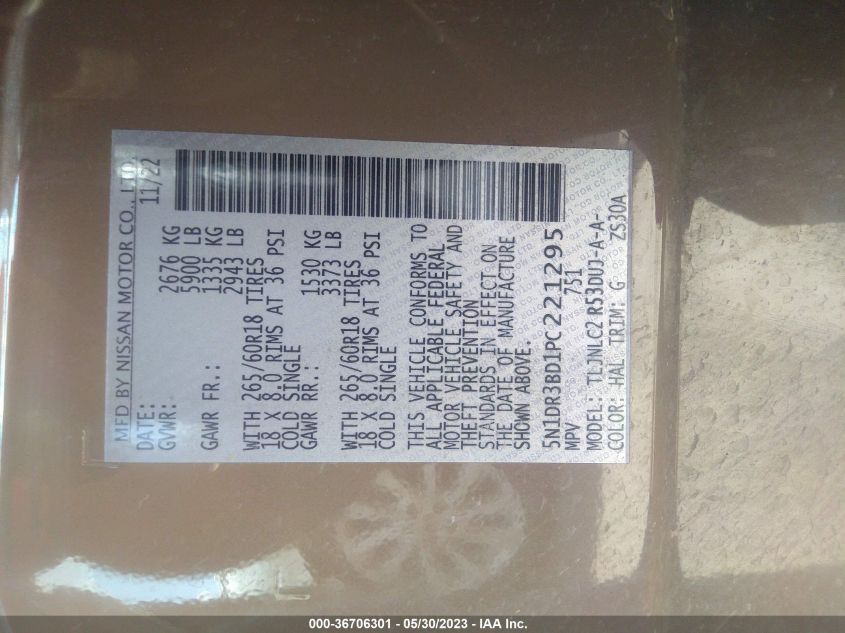 MFD BY NISSAN MOTOR CO., LTD.
DATE: 11/22
GVWR: 2676 KG
5900 LB
GAWR FR.: 1335 KG
2943 LB
WITH 265/60R18 TIRES
18 X 8.0 RIMS AT 36 PSI
COLD SINGLE
GAWR RR.: 1530 KG
3373 LB
WITH 265/60R18 TIRES
18 X 8.0 RIMS AT 36 PSI
COLD SINGLE
THIS VEHICLE CONFORMS TO
ALL APPLICABLE FEDERAL
MOTOR VEHICLE SAFETY AND
THEFT PREVENTION
STANDARDS IN EFFECT ON
THE DATE OF MANUFACTURE
SHOWN ABOVE.
5N1DR3BD1PC221295
MPV 751
MODEL: TLJNLC2 R53DUJ-A-A-
COLOR: HAL TRIM: G ZS30A
000-36706301 - 05/30/2023 - IAA Inc.